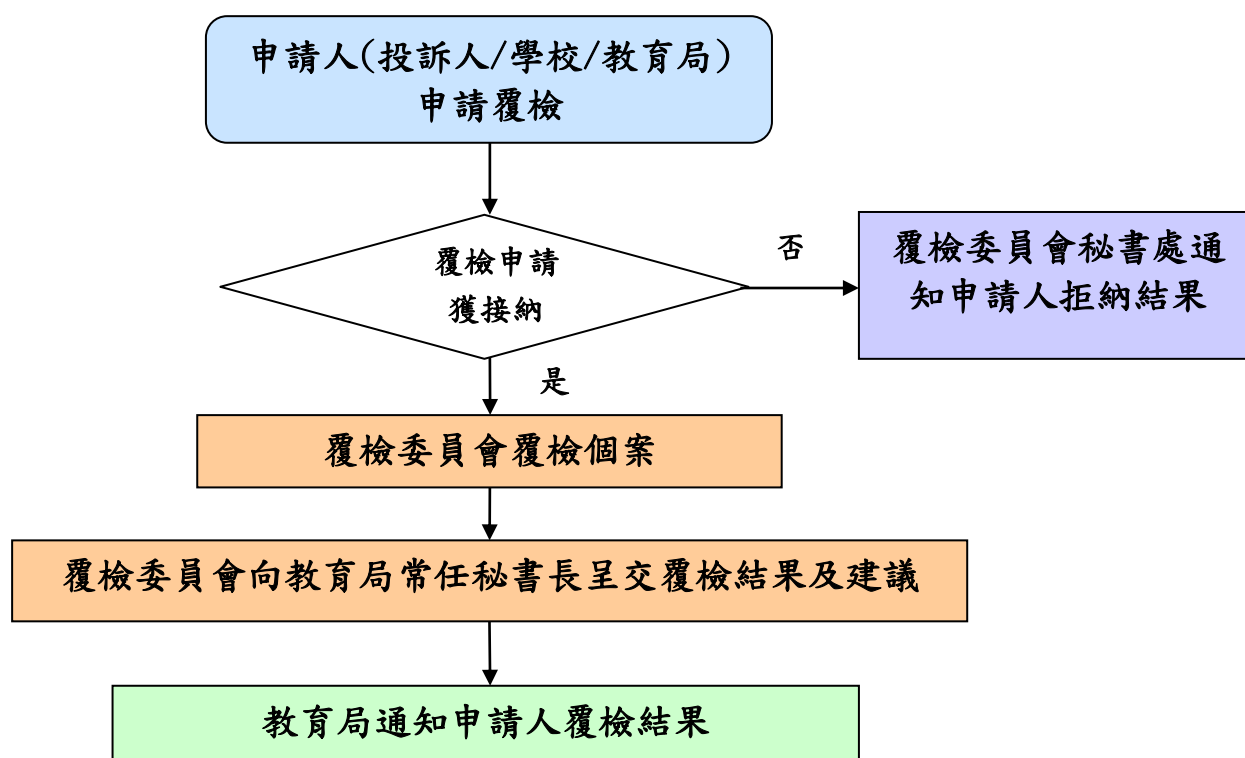 申請人(投訴人/學校/教育局)
申請覆檢
覆檢申請
獲接納
否
覆檢委員會秘書處通
知申請人拒納結果
是
覆檢委員會覆檢個案
覆檢委員會向教育局常任秘書長呈交覆檢結果及建議
教育局通知申請人覆檢結果